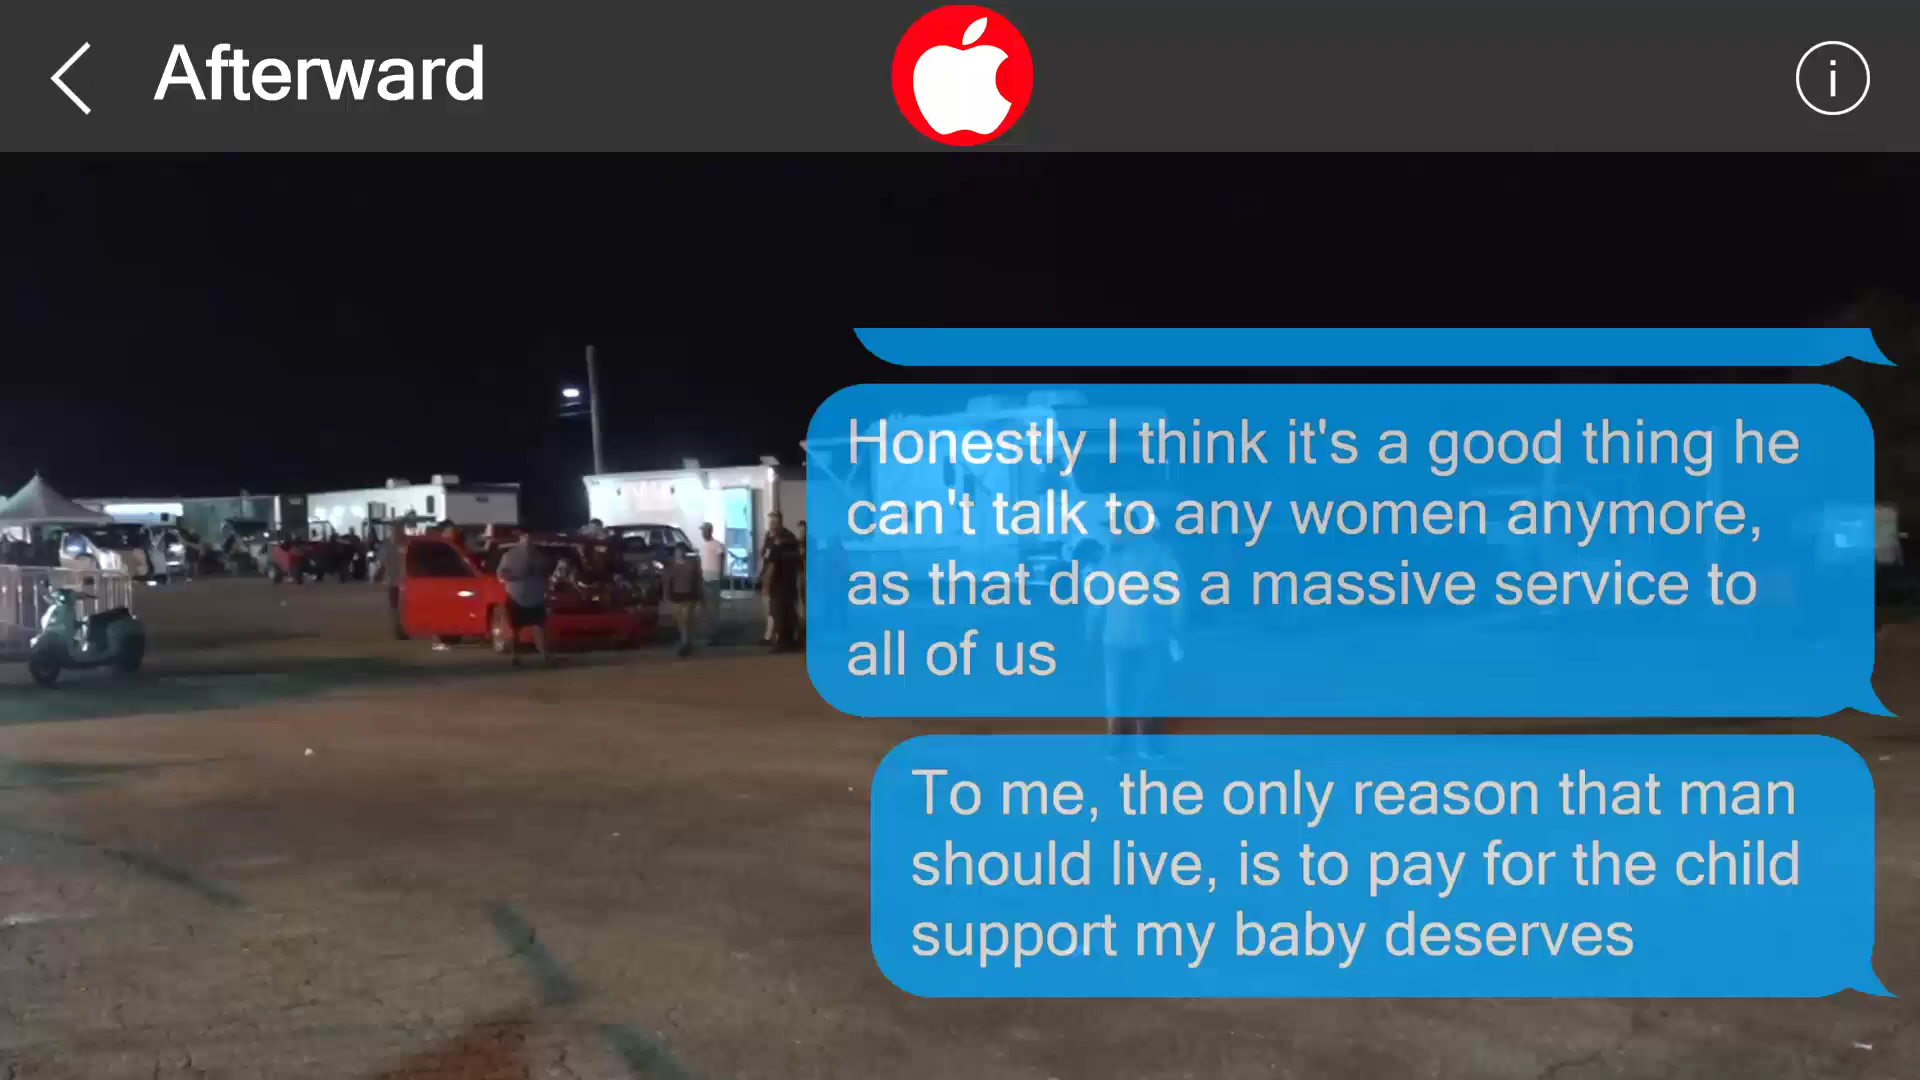 Afterward
i
Honestly I think it's a good thing he
can't talk to any women anymore,
as that does a massive service to
all of us
To me, the only reason that man
should live, is to pay for the child
support my baby deserves